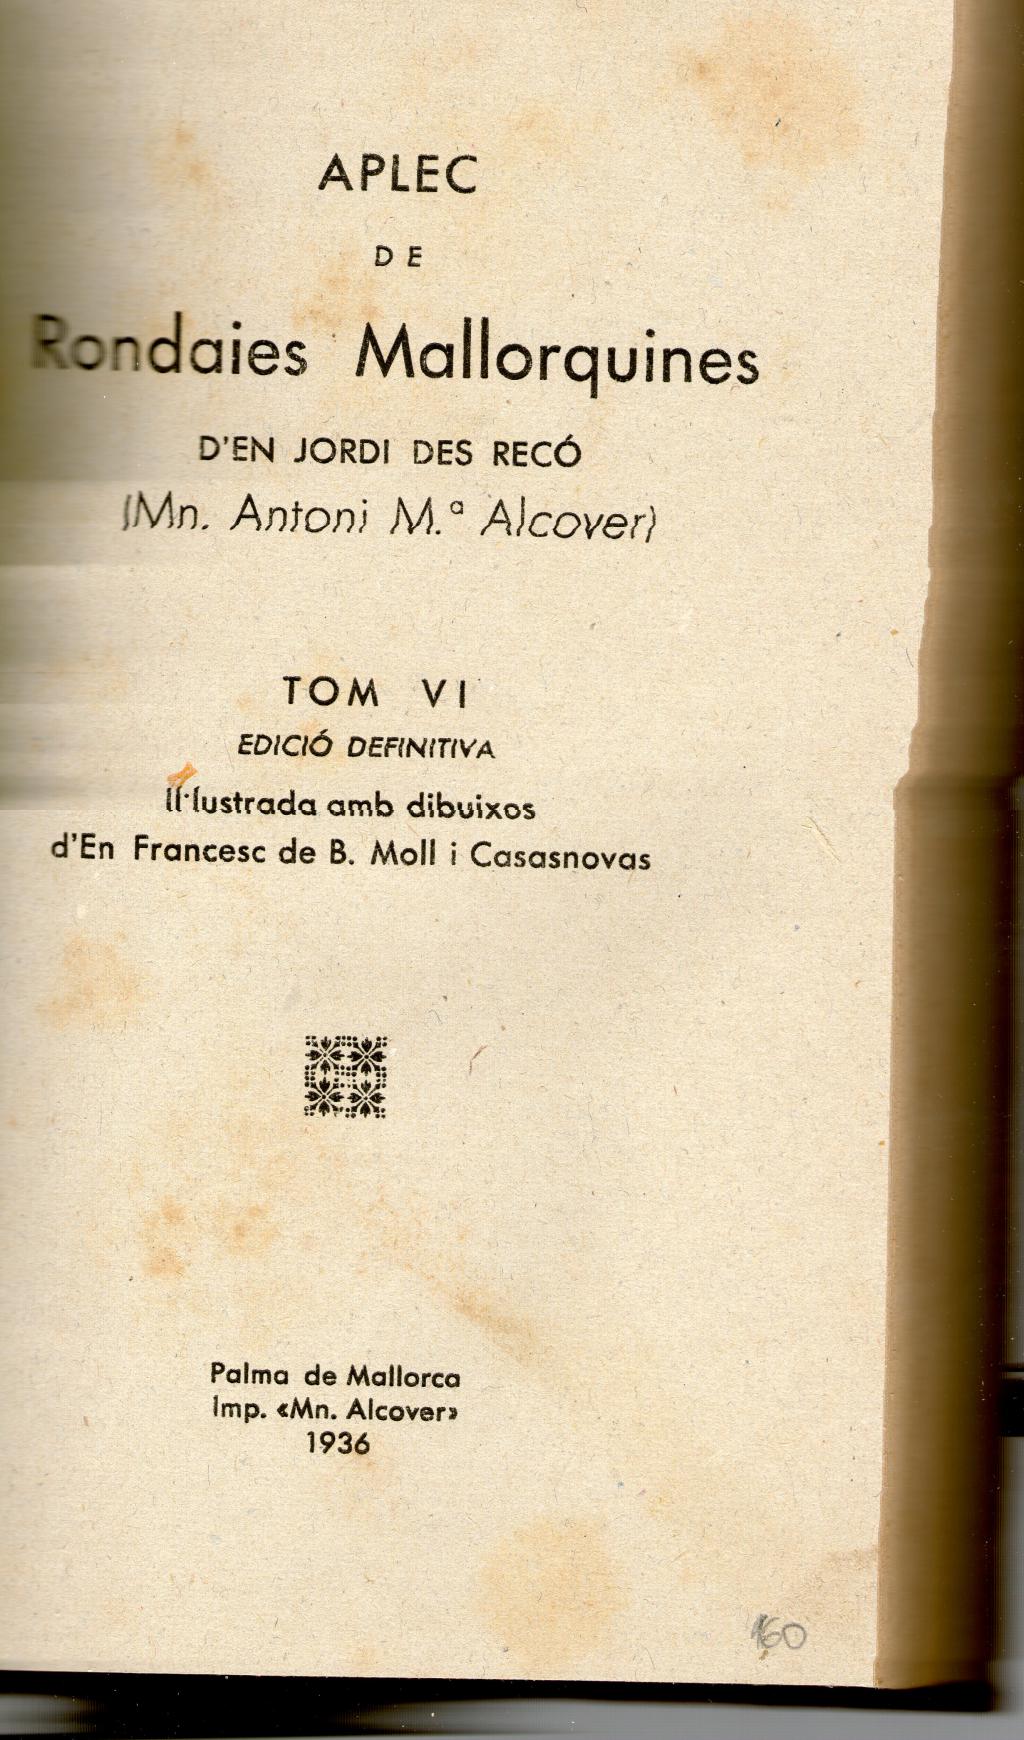 APLEC
DE
Rondaies Mallorquines
D'EN JORDI DES RECÓ
(Mn. Antoni M.ª Alcover)
TOM VI
EDICIÓ DEFINITIVA
Il·lustrada amb dibuixos
d'En Francesc de B. Moll i Casasnovas
Palma de Mallorca
Imp. «Mn. Alcover»
1936